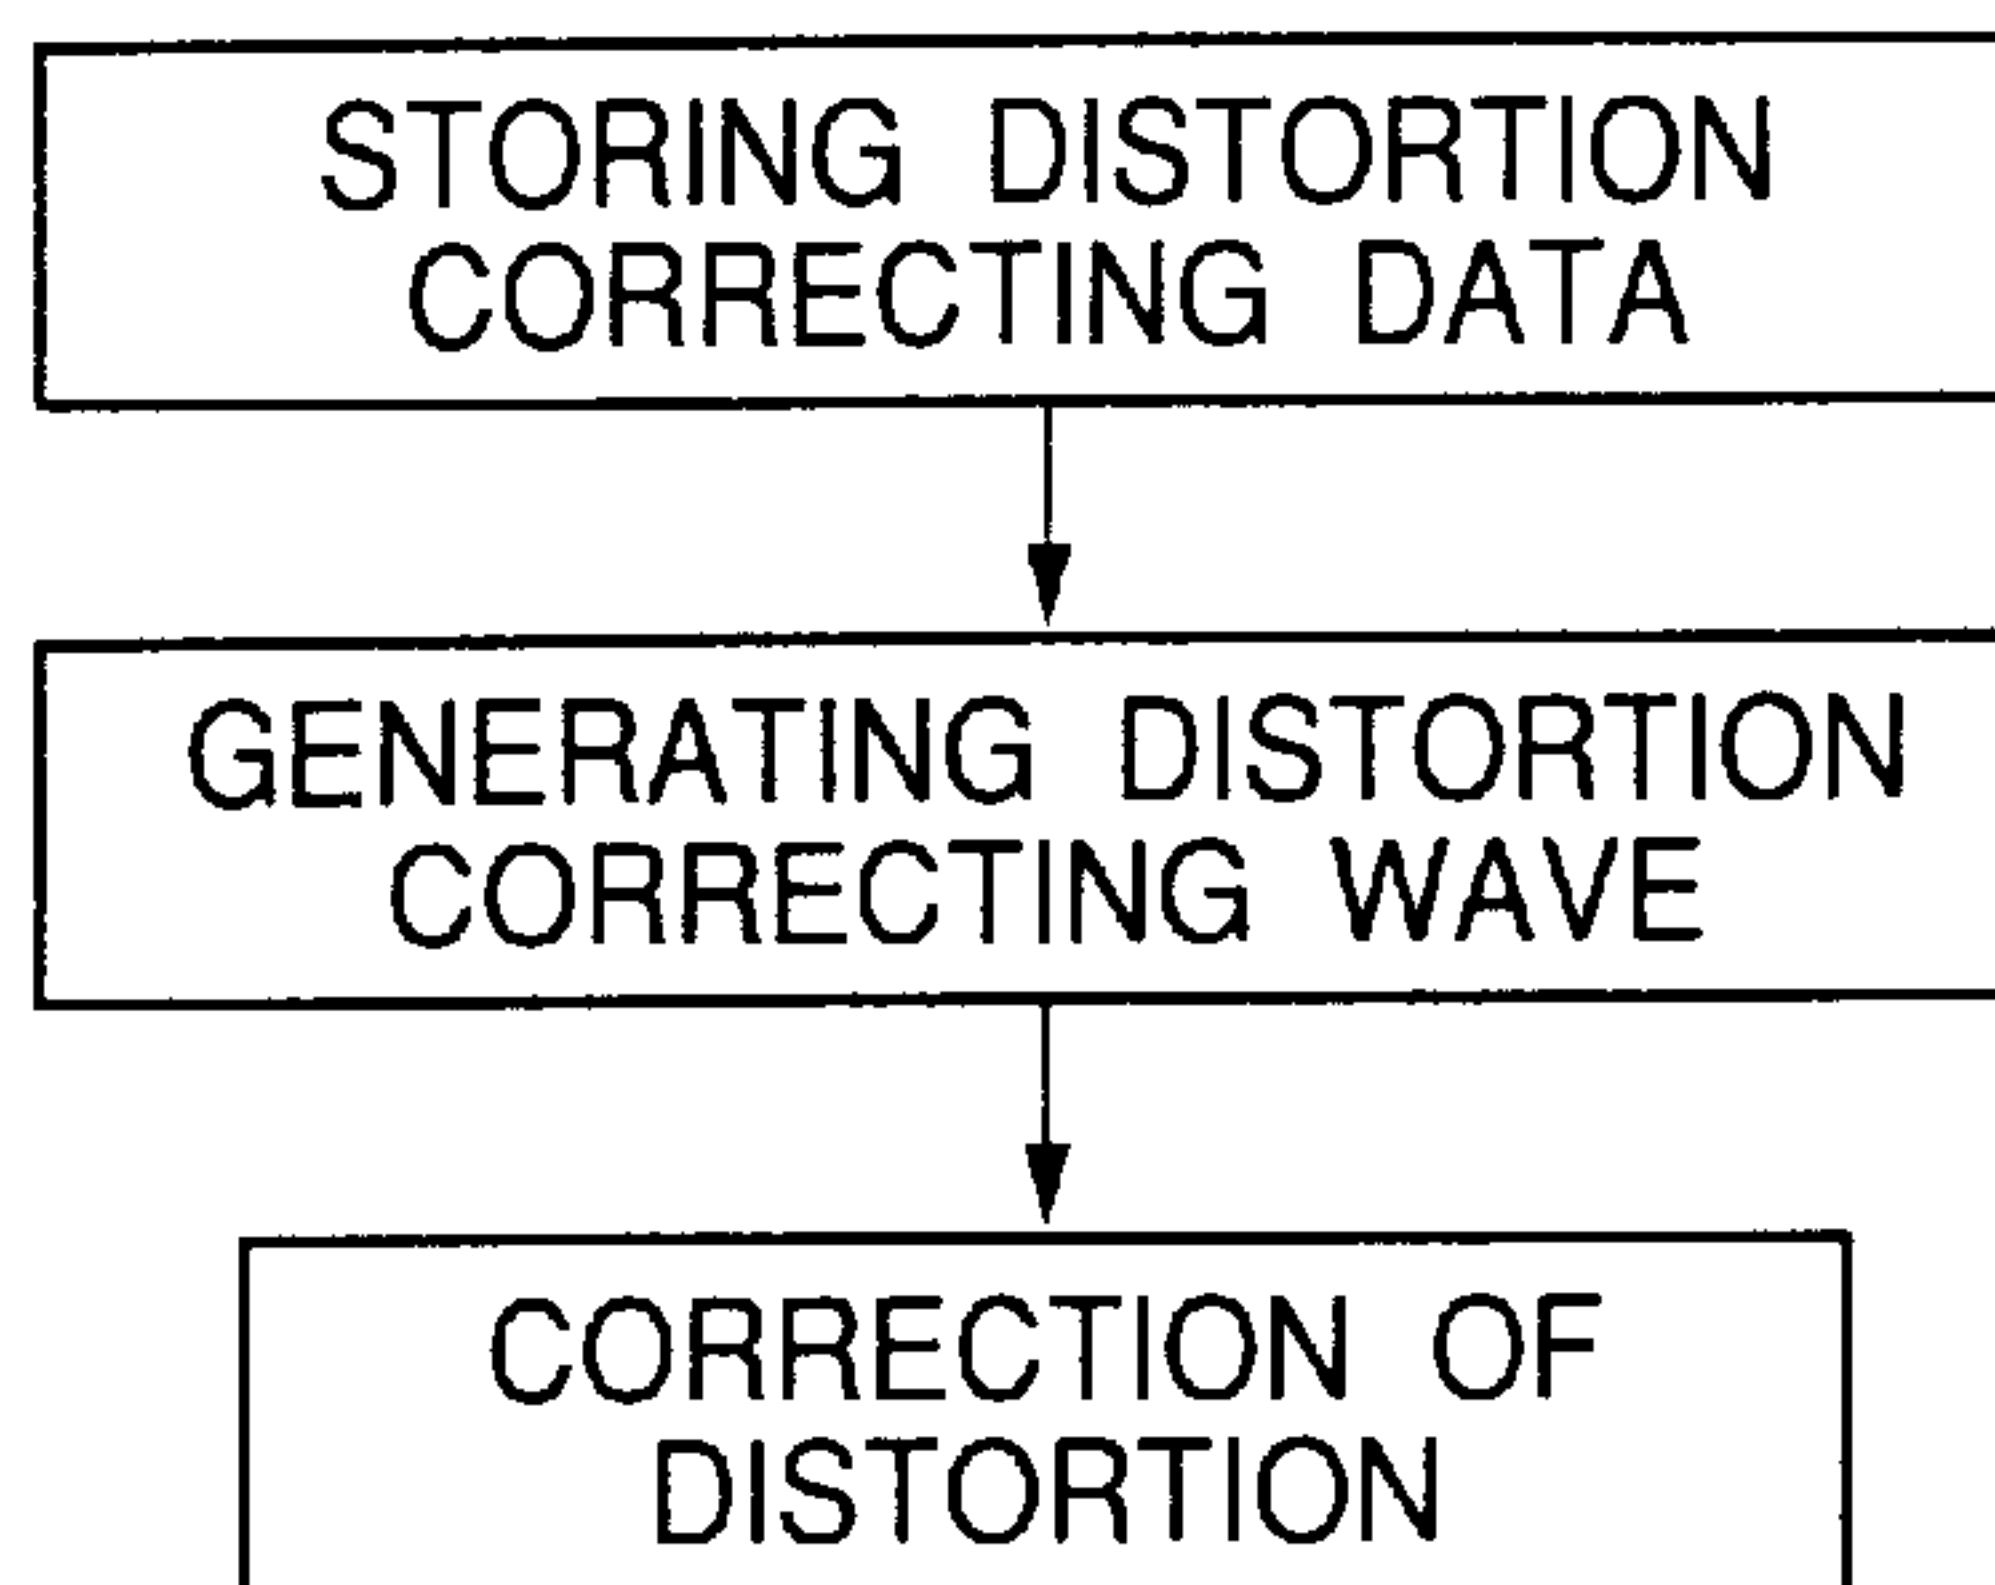 STORING DISTORTION
CORRECTING DATA
GENERATING DISTORTION
CORRECTING WAVE
CORRECTION OF
DISTORTION